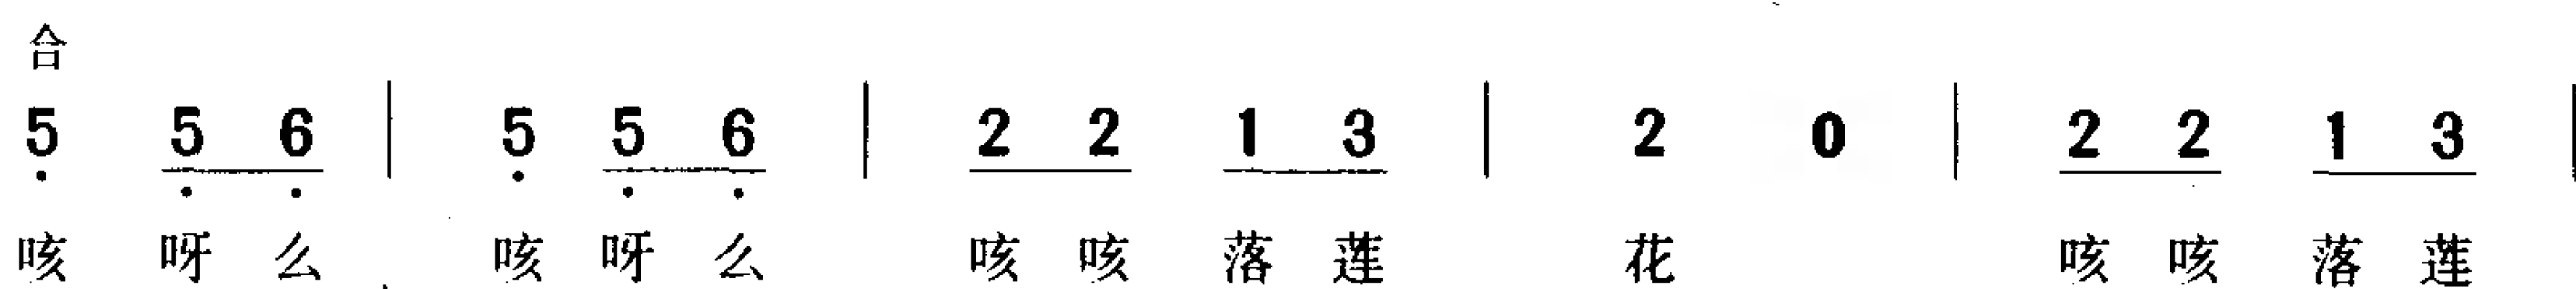 合
5 5 6 | 5 5 6 | 2 2 1 3 | 2 0 | 2 2 1 3 |
咳 呀 么 咳 呀 么 咳 咳 落 莲 花 咳 咳 落 莲